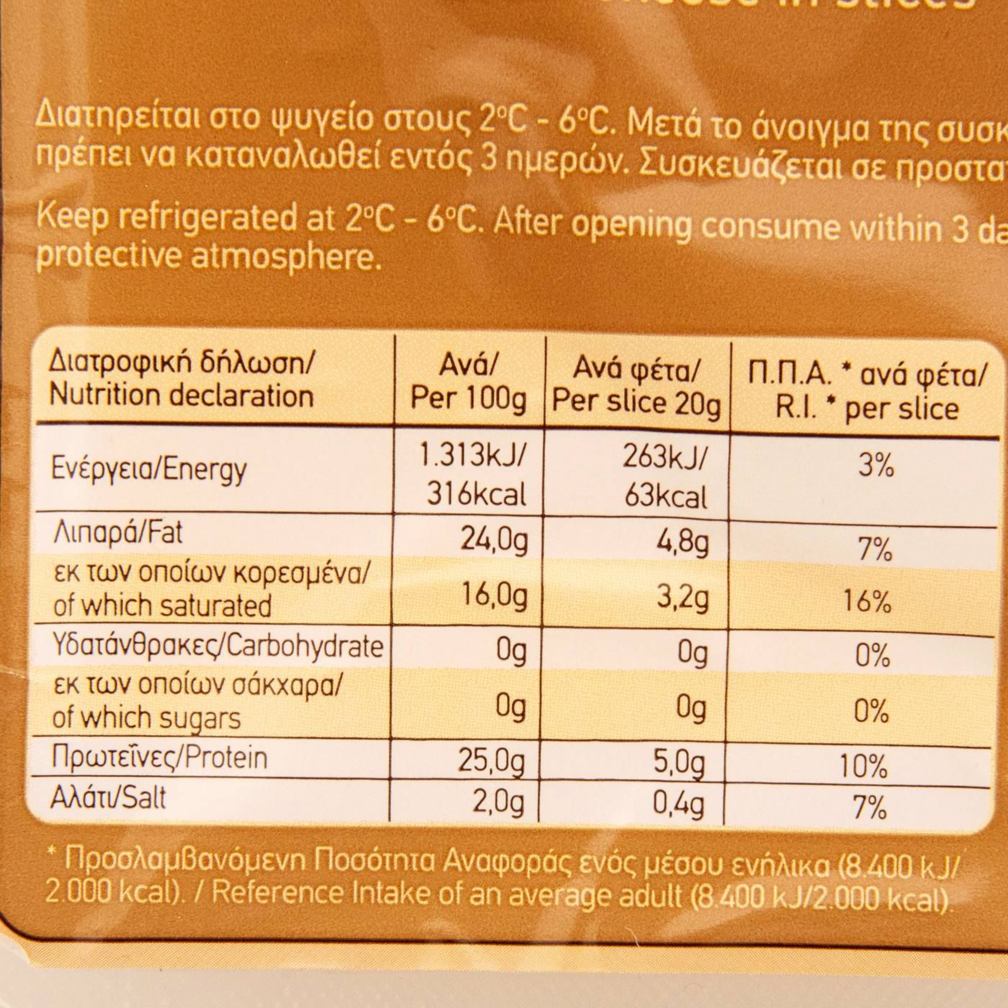 in slices
Διατηρείται στο ψυγείο στους 2°C - 6°C. Μετά το άνοιγμα της
πρέπει να καταναλωθεί εντός 3 ημερών. Συσκευάζεται σε
Keep refrigerated at 2°C - 6°C. After opening consume within 3
protective atmosphere.
Διατροφική δήλωση/ Ανά/ Ανά φέτα/ Π.Π.Α. * ανά φέτα/
Nutrition declaration Per 100g Per slice 20g R.I. * per slice
Ενέργεια/Energy 1.313kJ/ 263kJ/ 3%
316kcal 63kcal
Λιπαρά/Fat 24,0g 4,8g 7%
εκ των οποίων κορεσμένα/
of which saturated 16,0g 3,2g 16%
Υδατάνθρακες/Carbohydrate 0g 0g 0%
εκ των οποίων σάκχαρα/
of which sugars 0g 0g 0%
Πρωτεΐνες/Protein 25,0g 5,0g 10%
Αλάτι/Salt 2,0g 0,4g 7%
* Προσλαμβανόμενη Ποσότητα Αναφοράς ενός μέσου ενήλικα (8.400 kJ/
2.000 kcal). / Reference Intake of an average adult (8.400 kJ/2.000 kcal).